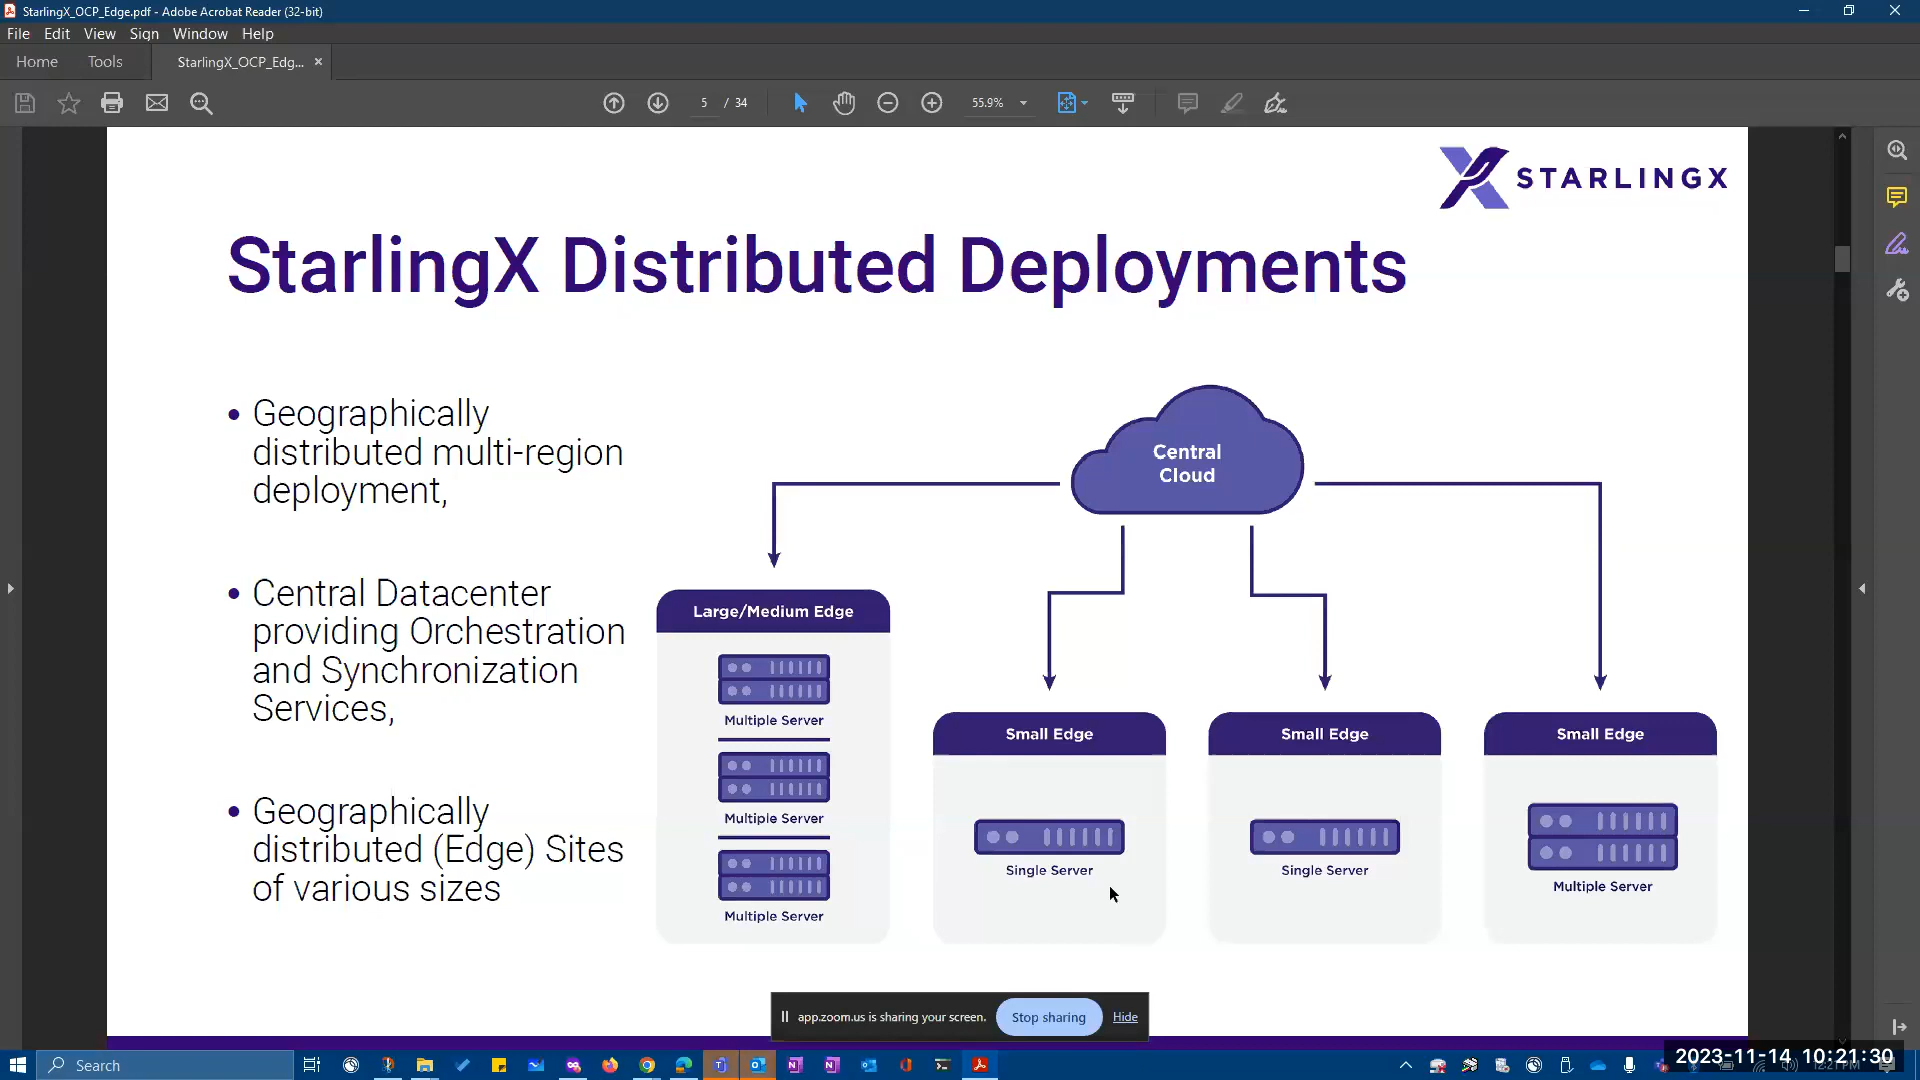 StarlingX_OCP_Edge.pdf - Adobe Acrobat Reader (32-bit)
File Edit View Sign Window Help
Home Tools StarlingX_OCP_Edg... ×
5 / 34 55.9%
STARLINGX
StarlingX Distributed Deployments
• Geographically
distributed multi-region
deployment,
• Central Datacenter
providing Orchestration
and Synchronization
Services,
• Geographically
distributed (Edge) Sites
of various sizes
Central
Cloud
Large/Medium Edge
Multiple Server
Multiple Server
Multiple Server
Small Edge
Single Server
Small Edge
Single Server
Small Edge
Multiple Server
app.zoom.us is sharing your screen. Stop sharing Hide
Search
2023-11-14 10:21:30